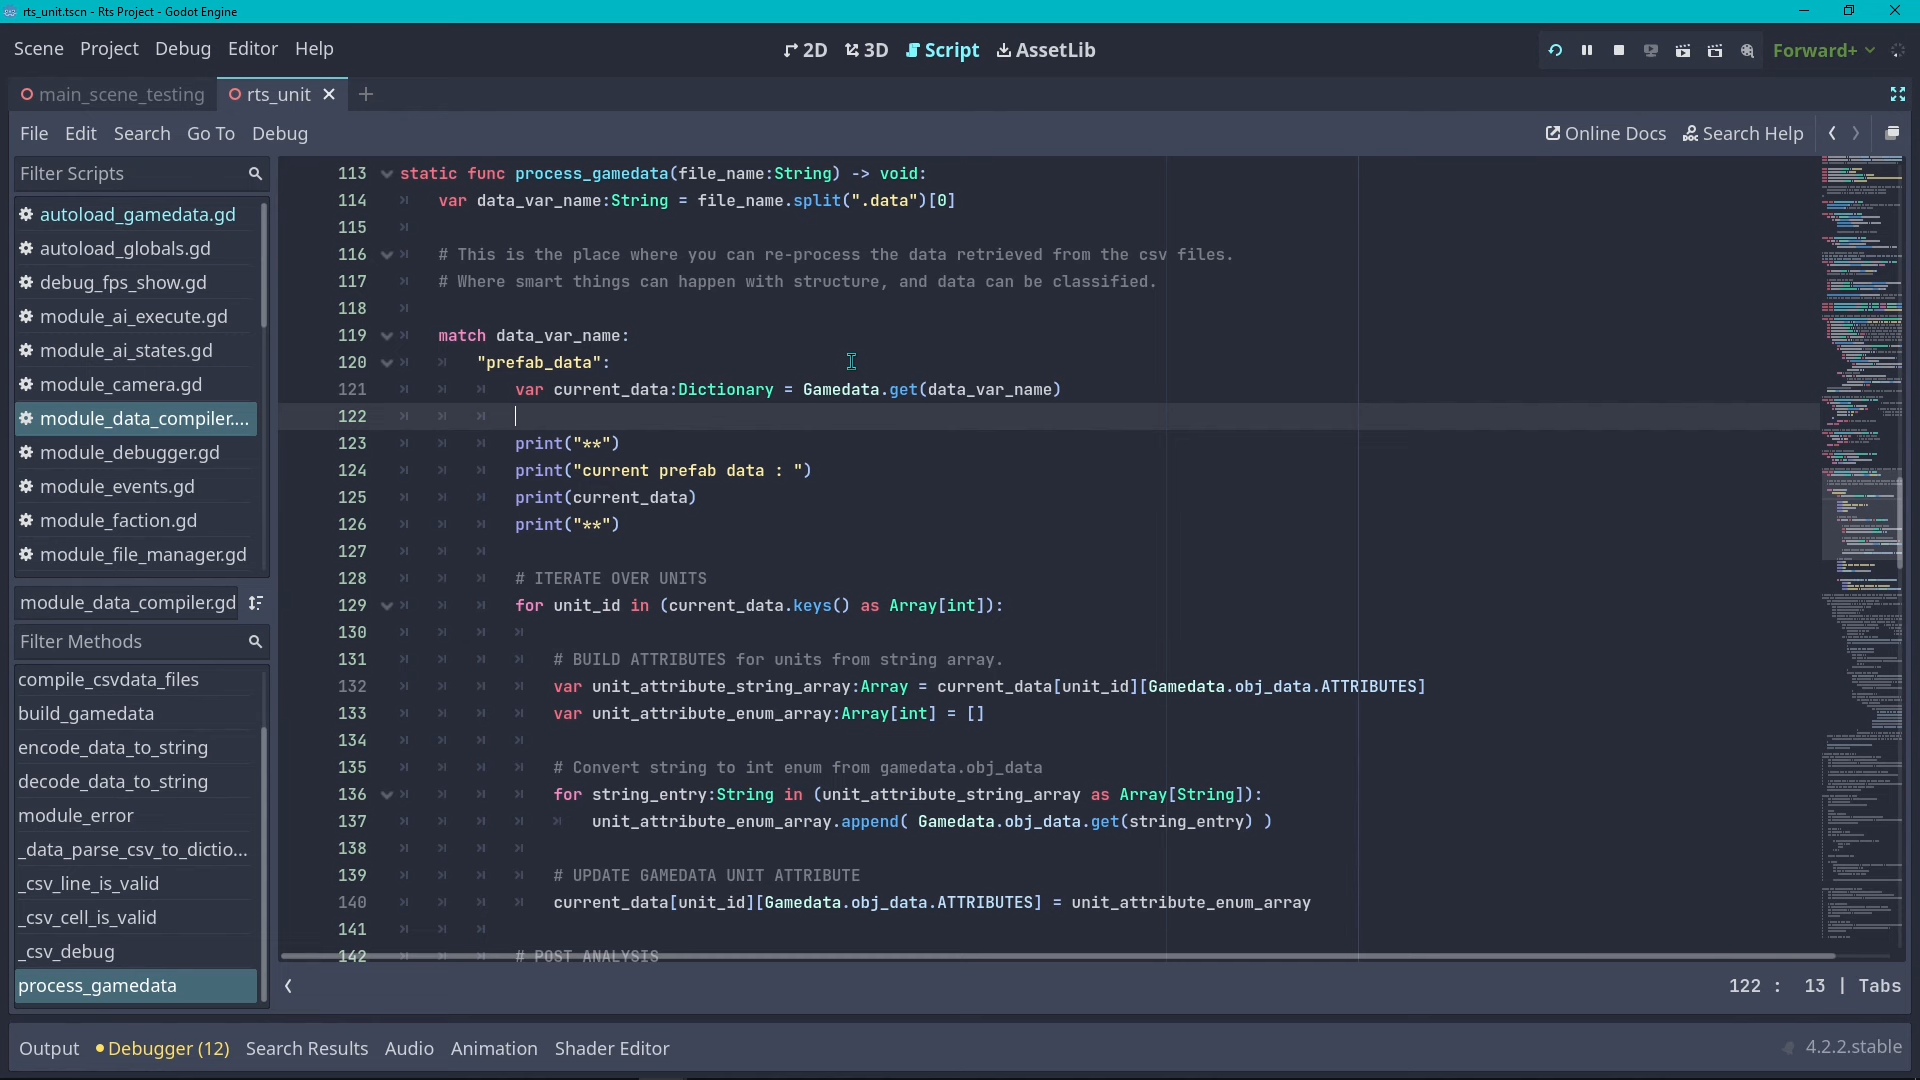 rts_unit.tscn - Rts Project - Godot Engine
Scene Project Debug Editor Help
2D 3D Script AssetLib
Forward+
main_scene_testing rts_unit
File Edit Search Go To Debug
Online Docs Search Help
Filter Scripts
autoload_gamedata.gd
autoload_globals.gd
debug_fps_show.gd
module_ai_execute.gd
module_ai_states.gd
module_camera.gd
module_data_compiler....
module_debugger.gd
module_events.gd
module_faction.gd
module_file_manager.gd
module_data_compiler.gd
Filter Methods
compile_csvdata_files
build_gamedata
encode_data_to_string
decode_data_to_string
module_error
_data_parse_csv_to_dictio...
_csv_line_is_valid
_csv_cell_is_valid
_csv_debug
process_gamedata
113 static func process_gamedata(file_name:String) -> void:
114 var data_var_name:String = file_name.split(".data")[0]
115
116 # This is the place where you can re-process the data retrieved from the csv files.
117 # Where smart things can happen with structure, and data can be classified.
118
119 match data_var_name:
120 "prefab_data":
121 var current_data:Dictionary = Gamedata.get(data_var_name)
122
123 print("**")
124 print("current prefab data : ")
125 print(current_data)
126 print("**")
127
128 # ITERATE OVER UNITS
129 for unit_id in (current_data.keys() as Array[int]):
130
131 # BUILD ATTRIBUTES for units from string array.
132 var unit_attribute_string_array:Array = current_data[unit_id][Gamedata.obj_data.ATTRIBUTES]
133 var unit_attribute_enum_array:Array[int] = []
134
135 # Convert string to int enum from gamedata.obj_data
136 for string_entry:String in (unit_attribute_string_array as Array[String]):
137 unit_attribute_enum_array.append( Gamedata.obj_data.get(string_entry) )
138
139 # UPDATE GAMEDATA UNIT ATTRIBUTE
140 current_data[unit_id][Gamedata.obj_data.ATTRIBUTES] = unit_attribute_enum_array
141
142 # POST ANALYSIS
122 : 13 | Tabs
Output Debugger (12) Search Results Audio Animation Shader Editor
4.2.2.stable